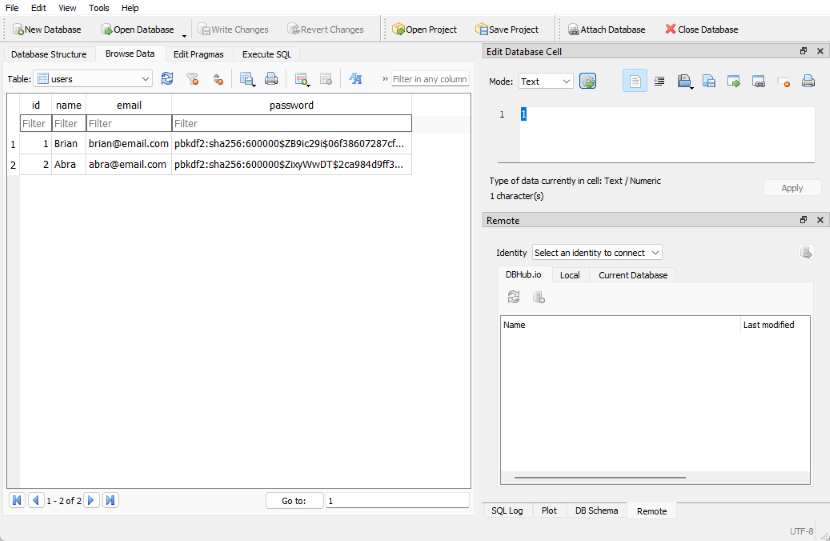 File Edit View Tools Help
New Database Open Database Write Changes Revert Changes Open Project Save Project Attach Database Close Database
Database Structure Browse Data Edit Pragmas Execute SQL
Table: users » Filter in any column
id name email password
Filter Filter Filter Filter
1 1 Brian brian@email.com pbkdf2:sha256:600000$ZB9ic29i$06f38607287cf...
2 2 Abra abra@email.com pbkdf2:sha256:600000$ZixyWwDT$2ca984d9ff3...
1 - 2 of 2 Go to: 1
Edit Database Cell
Mode: Text
1 1
Type of data currently in cell: Text / Numeric
1 character(s)
Apply
Remote
Identity Select an identity to connect
DBHub.io Local Current Database
Name Last modified
SQL Log Plot DB Schema Remote
UTF-8